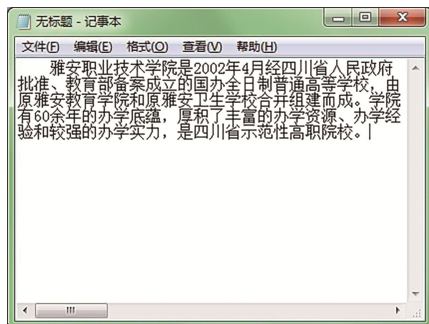 无标题 - 记事本
文件(F) 编辑(E) 格式(O) 查看(V) 帮助(H)
雅安职业技术学院是2002年4月经四川省人民政府
批准、教育部备案成立的国办全日制普通高等学校，由
原雅安教育学院和原雅安卫生学校合并组建而成。学院
有60余年的办学底蕴，厚积了丰富的办学资源、办学经
验和较强的办学实力，是四川省示范性高职院校。